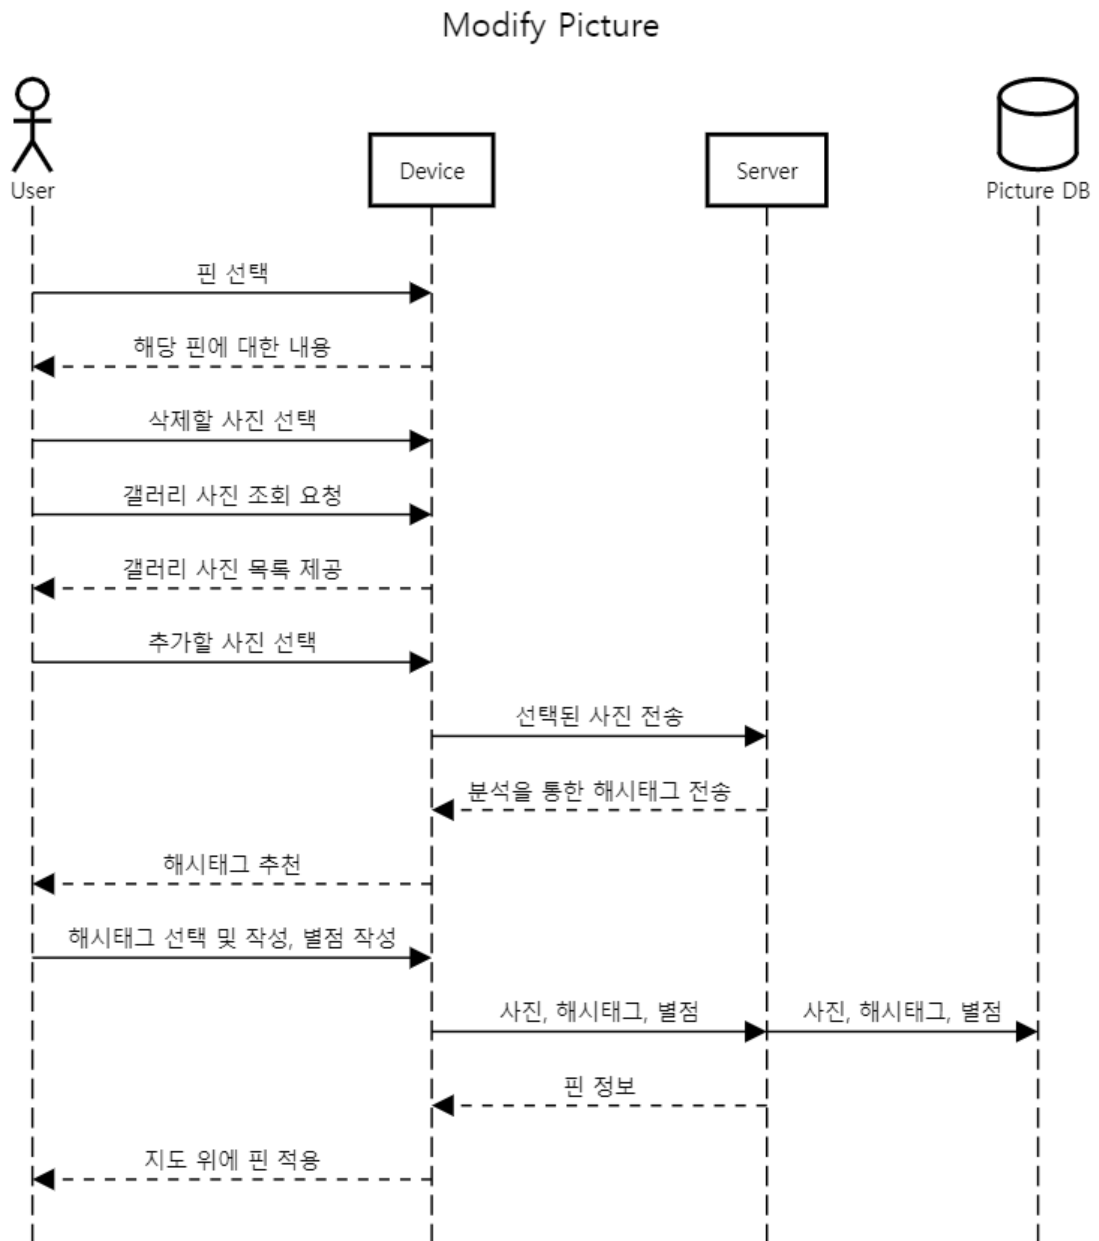 Modify Picture
User
Device
Server
Picture DB
핀 선택
해당 핀에 대한 내용
삭제할 사진 선택
갤러리 사진 조회 요청
갤러리 사진 목록 제공
추가할 사진 선택
선택된 사진 전송
분석을 통한 해시태그 전송
해시태그 추천
해시태그 선택 및 작성, 별점 작성
사진, 해시태그, 별점
사진, 해시태그, 별점
핀 정보
지도 위에 핀 적용